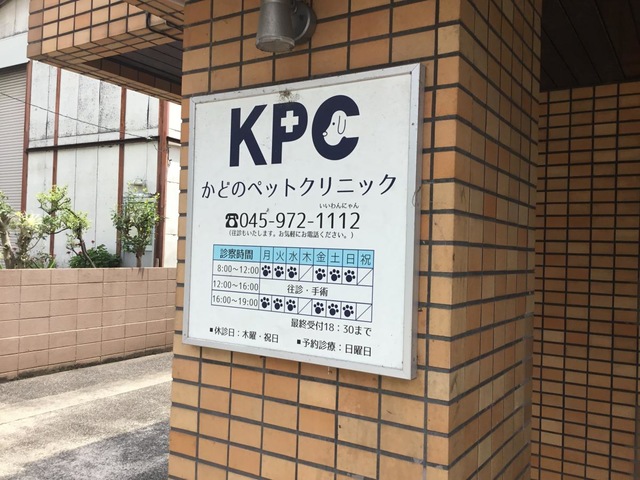 KPC
かどのペットクリニック
いいわんにゃん
☎045-972-1112
（往診もいたします。お気軽にお電話ください。）
診察時間 月 火 水 木 金 土 日 祝
8:00～12:00
12:00～16:00 往診・手術
16:00～19:00
最終受付18：30まで
■休診日：木曜・祝日 ■予約診療：日曜日